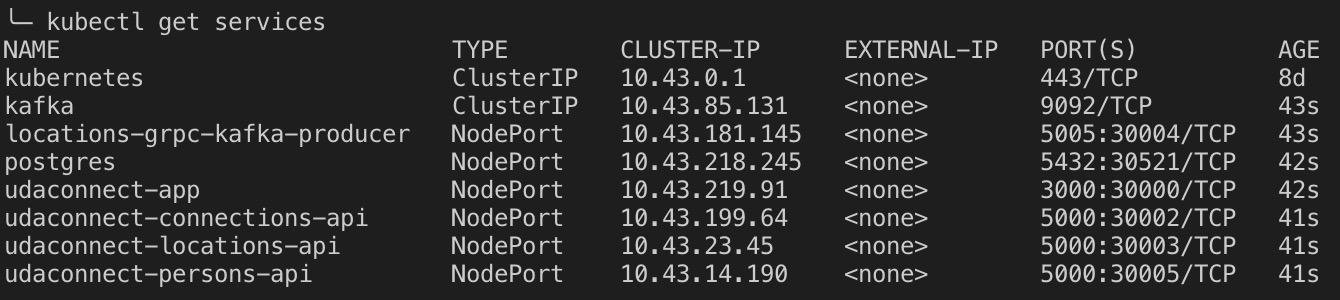 ╰─ kubectl get services
NAME                            TYPE        CLUSTER-IP      EXTERNAL-IP   PORT(S)          AGE
kubernetes                      ClusterIP   10.43.0.1       <none>        443/TCP          8d
kafka                           ClusterIP   10.43.85.131    <none>        9092/TCP         43s
locations-grpc-kafka-producer   NodePort    10.43.181.145   <none>        5005:30004/TCP   43s
postgres                        NodePort    10.43.218.245   <none>        5432:30521/TCP   42s
udaconnect-app                  NodePort    10.43.219.91    <none>        3000:30000/TCP   42s
udaconnect-connections-api      NodePort    10.43.199.64    <none>        5000:30002/TCP   41s
udaconnect-locations-api        NodePort    10.43.23.45     <none>        5000:30003/TCP   41s
udaconnect-persons-api          NodePort    10.43.14.190    <none>        5000:30005/TCP   41s